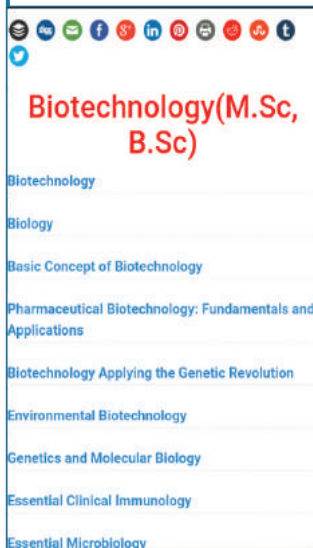 Biotechnology(M.Sc,
B.Sc)
Biotechnology
Biology
Basic Concept of Biotechnology
Pharmaceutical Biotechnology: Fundamentals and
Applications
Biotechnology Applying the Genetic Revolution
Environmental Biotechnology
Genetics and Molecular Biology
Essential Clinical Immunology
Essential Microbiology